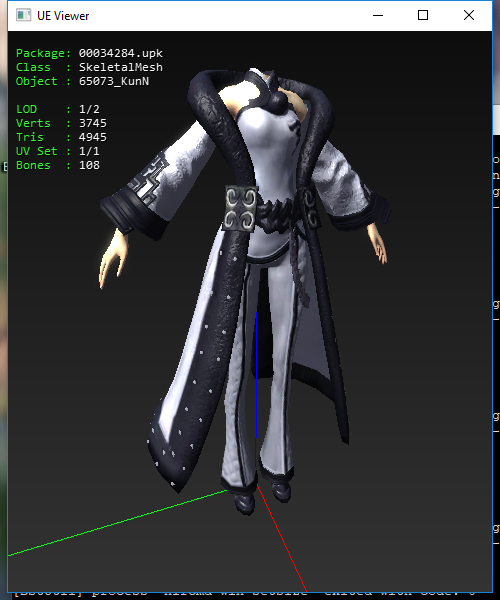 UE Viewer
Package: 00034284.upk
Class : SkeletalMesh
Object : 65073_KunN
LOD : 1/2
Verts : 3745
Tris : 4945
UV Set : 1/1
Bones : 108